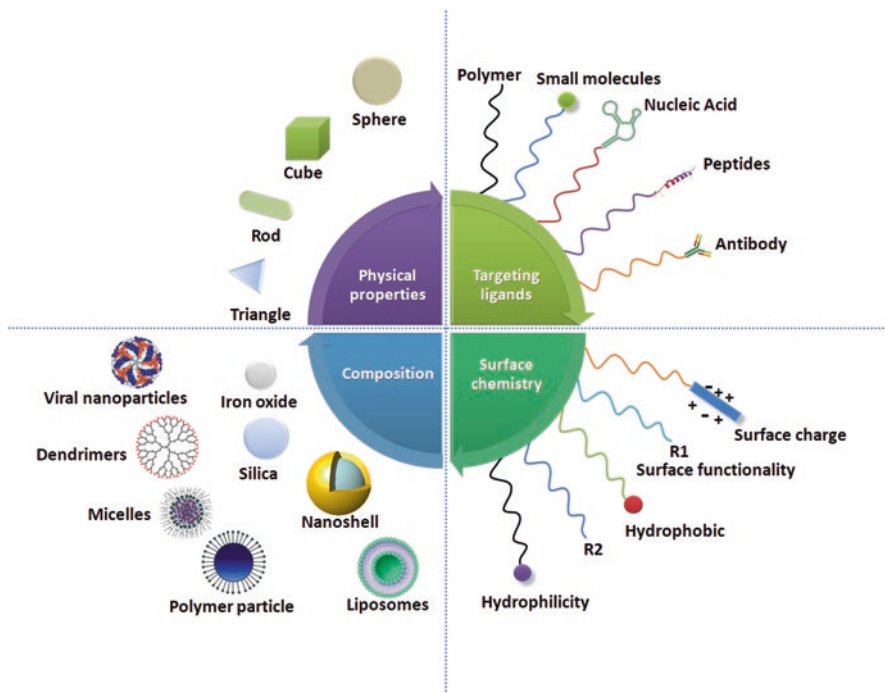 Sphere
Cube
Rod
Triangle
Physical
properties
Polymer
Small molecules
Nucleic Acid
Peptides
Antibody
Targeting
ligands
Composition
Viral nanoparticles
Iron oxide
Dendrimers
Silica
Micelles
Nanoshell
Polymer particle
Liposomes
Surface
chemistry
- + +
+ - +
Surface charge
R1
Surface functionality
Hydrophobic
R2
Hydrophilicity